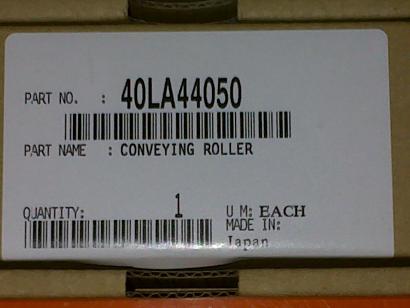 PART NO. : 40LA44050
PART NAME : CONVEYING ROLLER
QUANTITY: 1 U M: EACH
MADE IN:
Japan